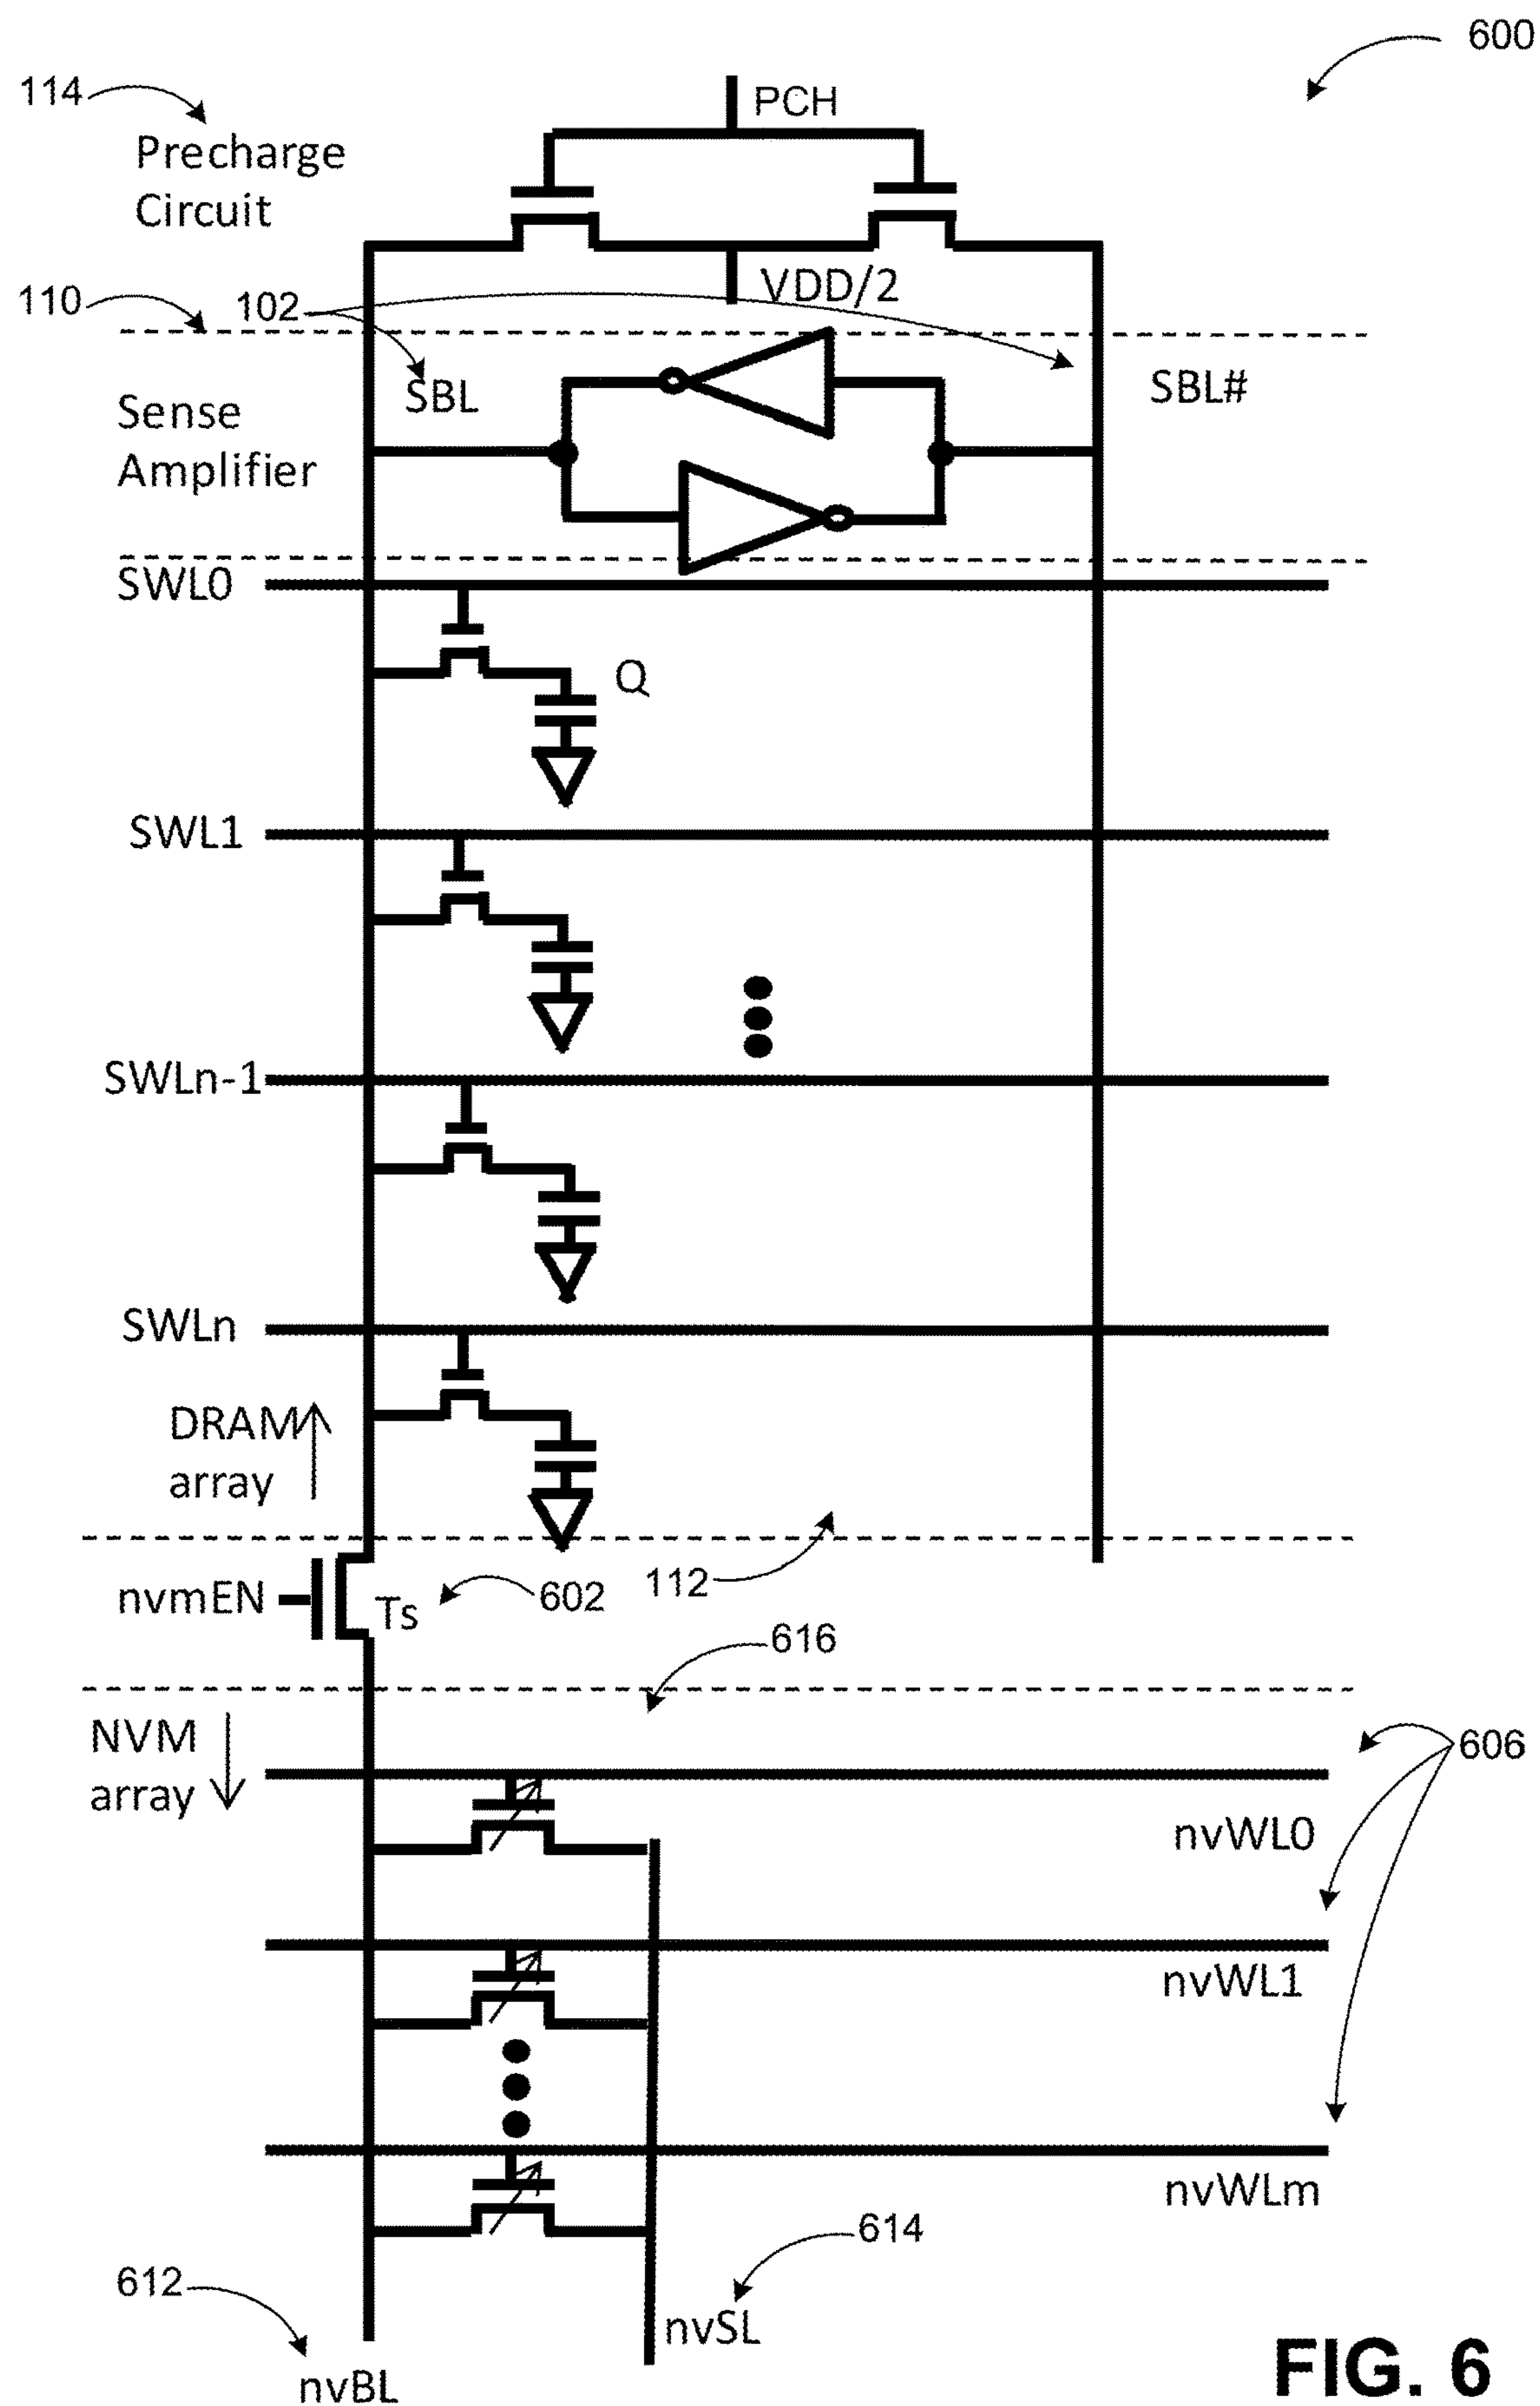 600
114
PCH
Precharge
Circuit
VDD/2
110
102
SBL
SBL#
Sense
Amplifier
SWL0
Q
SWL1
SWLn-1
SWLn
DRAM
array
112
nvmEN
Ts
602
616
NVM
array
606
nvWL0
nvWL1
nvWLm
614
612
nvSL
nvBL
FIG. 6